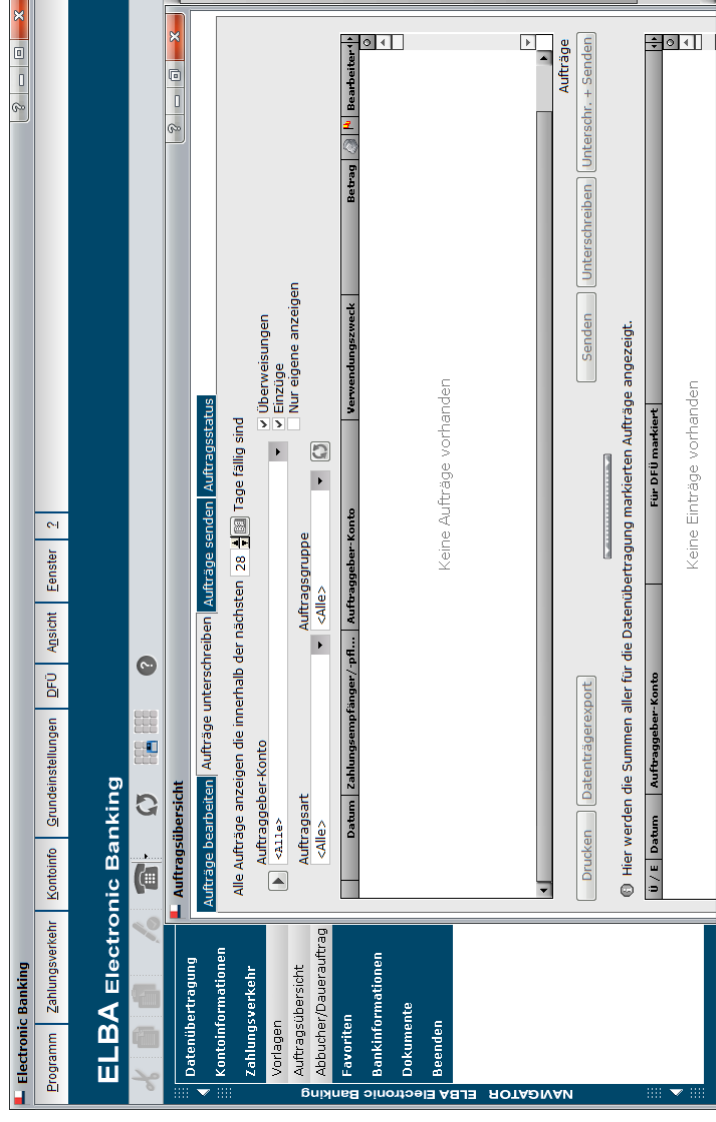 Electronic Banking
Programm Zahlungsverkehr Kontoinfo Grundeinstellungen DFÜ Ansicht Fenster ?
ELBA Electronic Banking
NAVIGATOR ELBA Electronic Banking
Datenübertragung
Kontoinformationen
Zahlungsverkehr
Vorlagen
Auftragsübersicht
Abbucher/Dauerauftrag
Favoriten
Bankinformationen
Dokumente
Beenden
Auftragsübersicht
Aufträge bearbeiten Aufträge unterschreiben Aufträge senden Auftragsstatus
Alle Aufträge anzeigen die innerhalb der nächsten 28 Tage fällig sind
Auftraggeber-Konto
<Alle>
Überweisungen
Einzüge
Nur eigene anzeigen
Auftragsart Auftragsgruppe
<Alle> <Alle>
Datum Zahlungsempfänger/-pfl... Auftraggeber-Konto Verwendungszweck Betrag Bearbeiter
Keine Aufträge vorhanden
Aufträge
Drucken Datenträgerexport Senden Unterschreiben Unterschr. + Senden
Hier werden die Summen aller für die Datenübertragung markierten Aufträge angezeigt.
Ü / E Datum Auftraggeber-Konto Für DFÜ markiert
Keine Einträge vorhanden